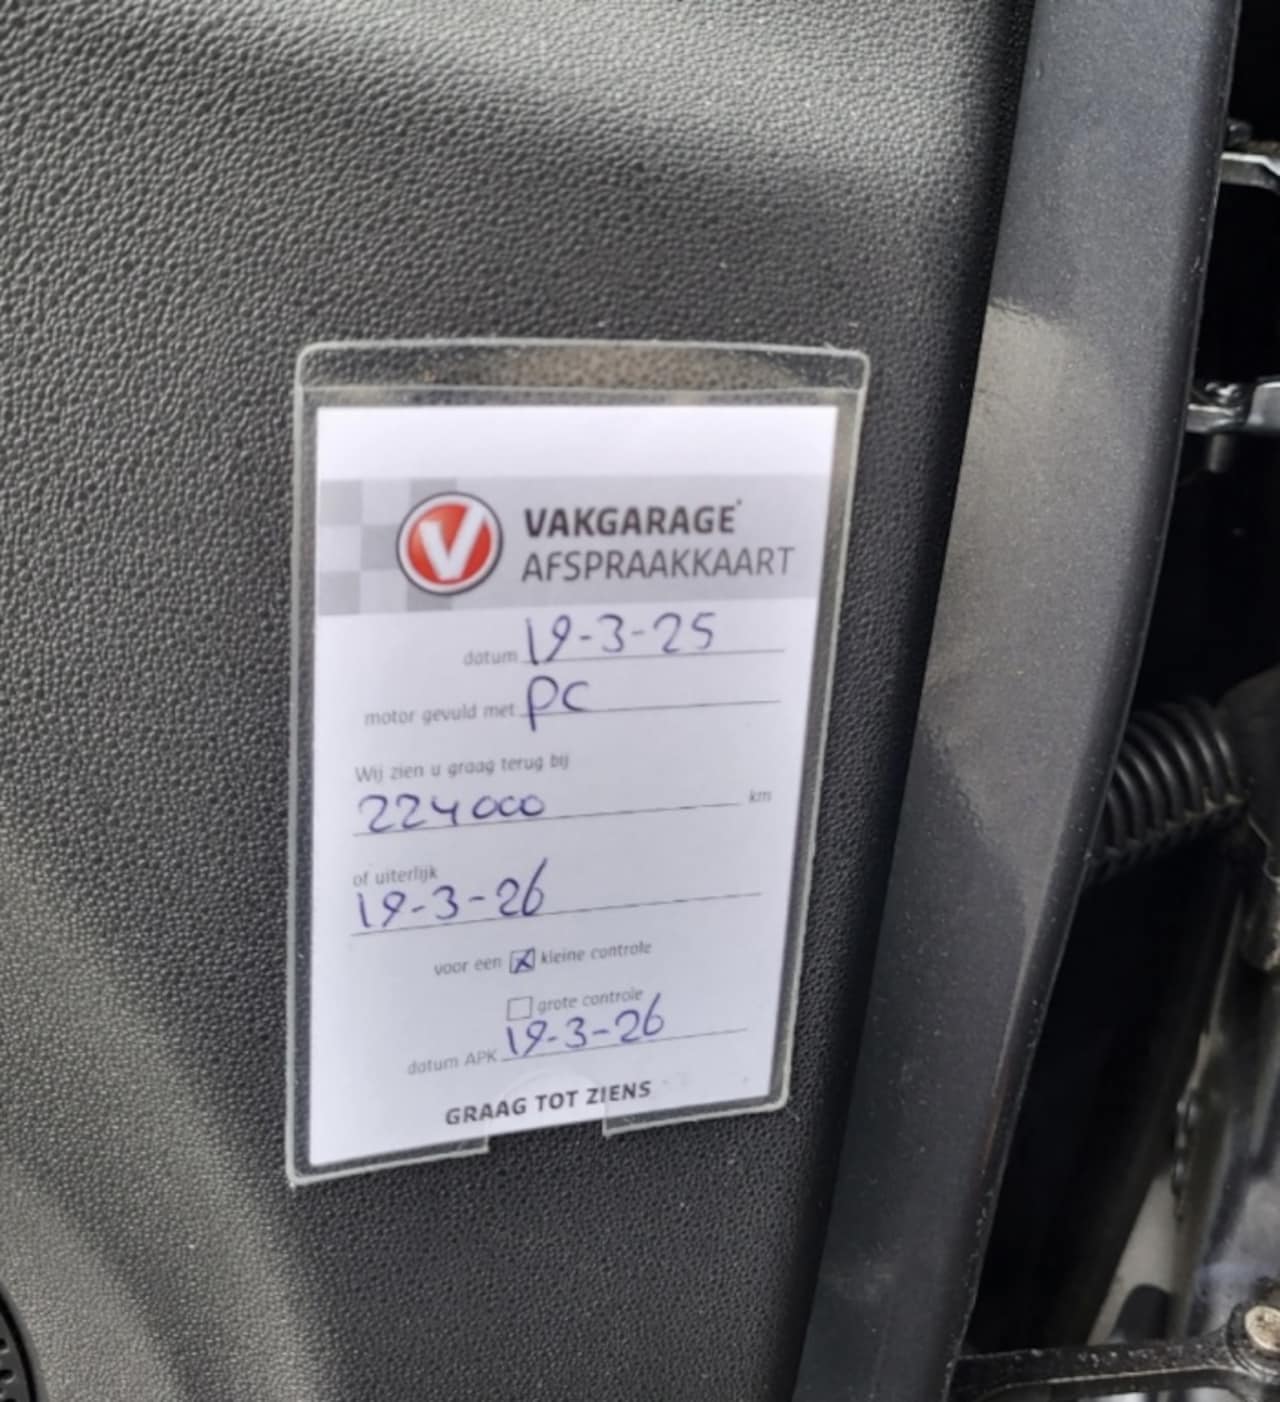 V VAKGARAGE®
AFSPRAAKKAART
datum 19-3-25
motor gevuld met PC
Wij zien u graag terug bij
224000 km
of uiterlijk
19-3-26
voor een kleine controle
grote controle
datum APK 19-3-26
GRAAG TOT ZIENS